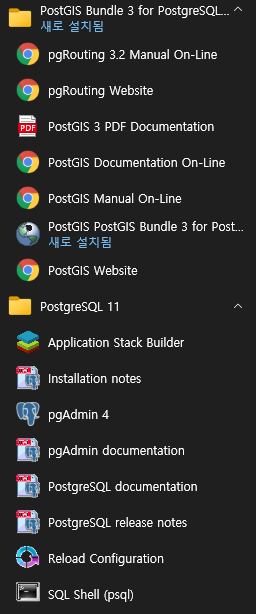 PostGIS Bundle 3 for PostgreSQL...
새로 설치됨
pgRouting 3.2 Manual On-Line
pgRouting Website
PostGIS 3 PDF Documentation
PostGIS Documentation On-Line
PostGIS Manual On-Line
PostGIS PostGIS Bundle 3 for Post...
새로 설치됨
PostGIS Website
PostgreSQL 11
Application Stack Builder
Installation notes
pgAdmin 4
pgAdmin documentation
PostgreSQL documentation
PostgreSQL release notes
Reload Configuration
SQL Shell (psql)